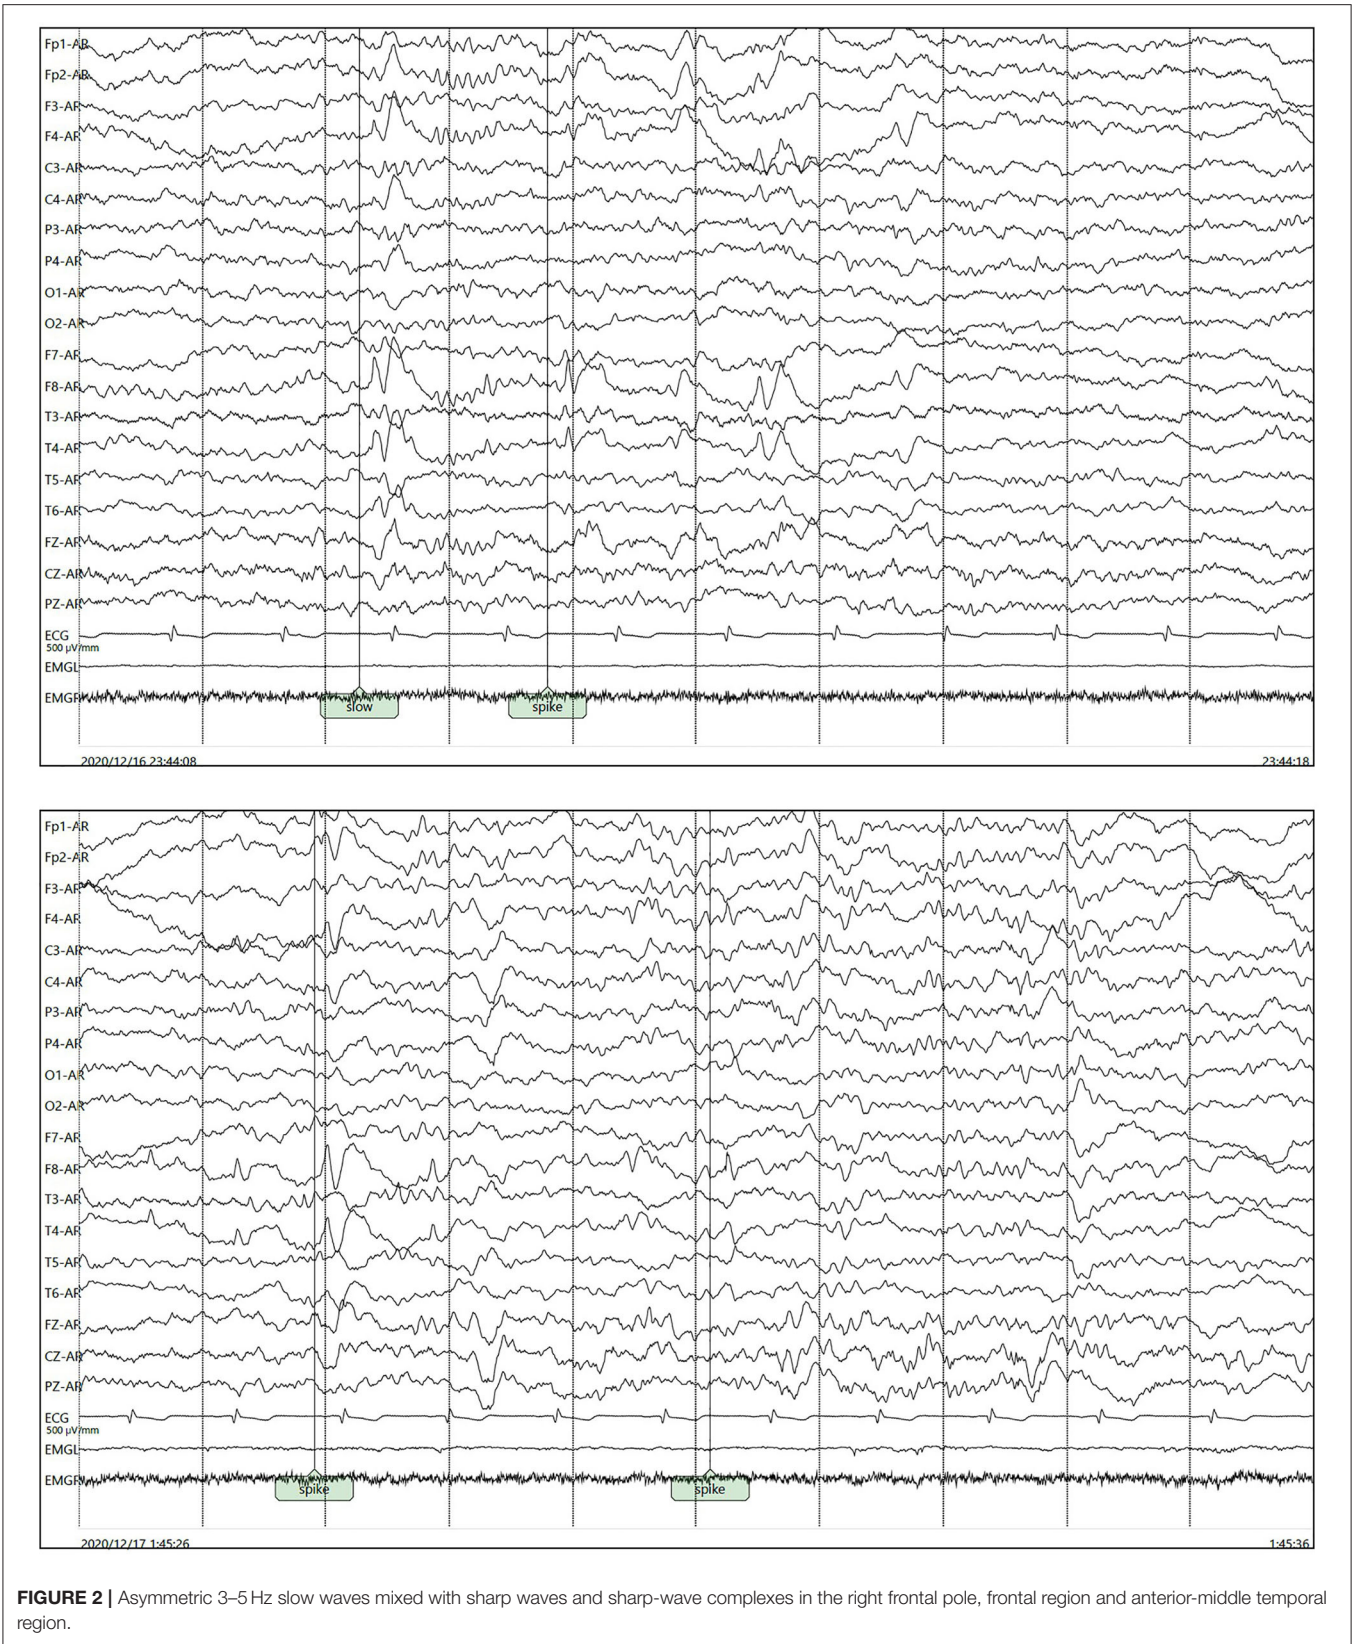 Fp1-AR
Fp2-AR
F3-AR
F4-AR
C3-AR
C4-AR
P3-AR
P4-AR
O1-AR
O2-AR
F7-AR
F8-AR
T3-AR
T4-AR
T5-AR
T6-AR
FZ-AR
CZ-AR
PZ-AR
ECG
500 μV/mm
EMGL
EMGR
slow spike
2020/12/16 23:44:08 23:44:18
Fp1-AR
Fp2-AR
F3-AR
F4-AR
C3-AR
C4-AR
P3-AR
P4-AR
O1-AR
O2-AR
F7-AR
F8-AR
T3-AR
T4-AR
T5-AR
T6-AR
FZ-AR
CZ-AR
PZ-AR
ECG
500 μV/mm
EMGL
EMGR
spike spike
2020/12/17 1:45:26 1:45:36
FIGURE 2 | Asymmetric 3–5 Hz slow waves mixed with sharp waves and sharp-wave complexes in the right frontal pole, frontal region and anterior-middle temporal
region.